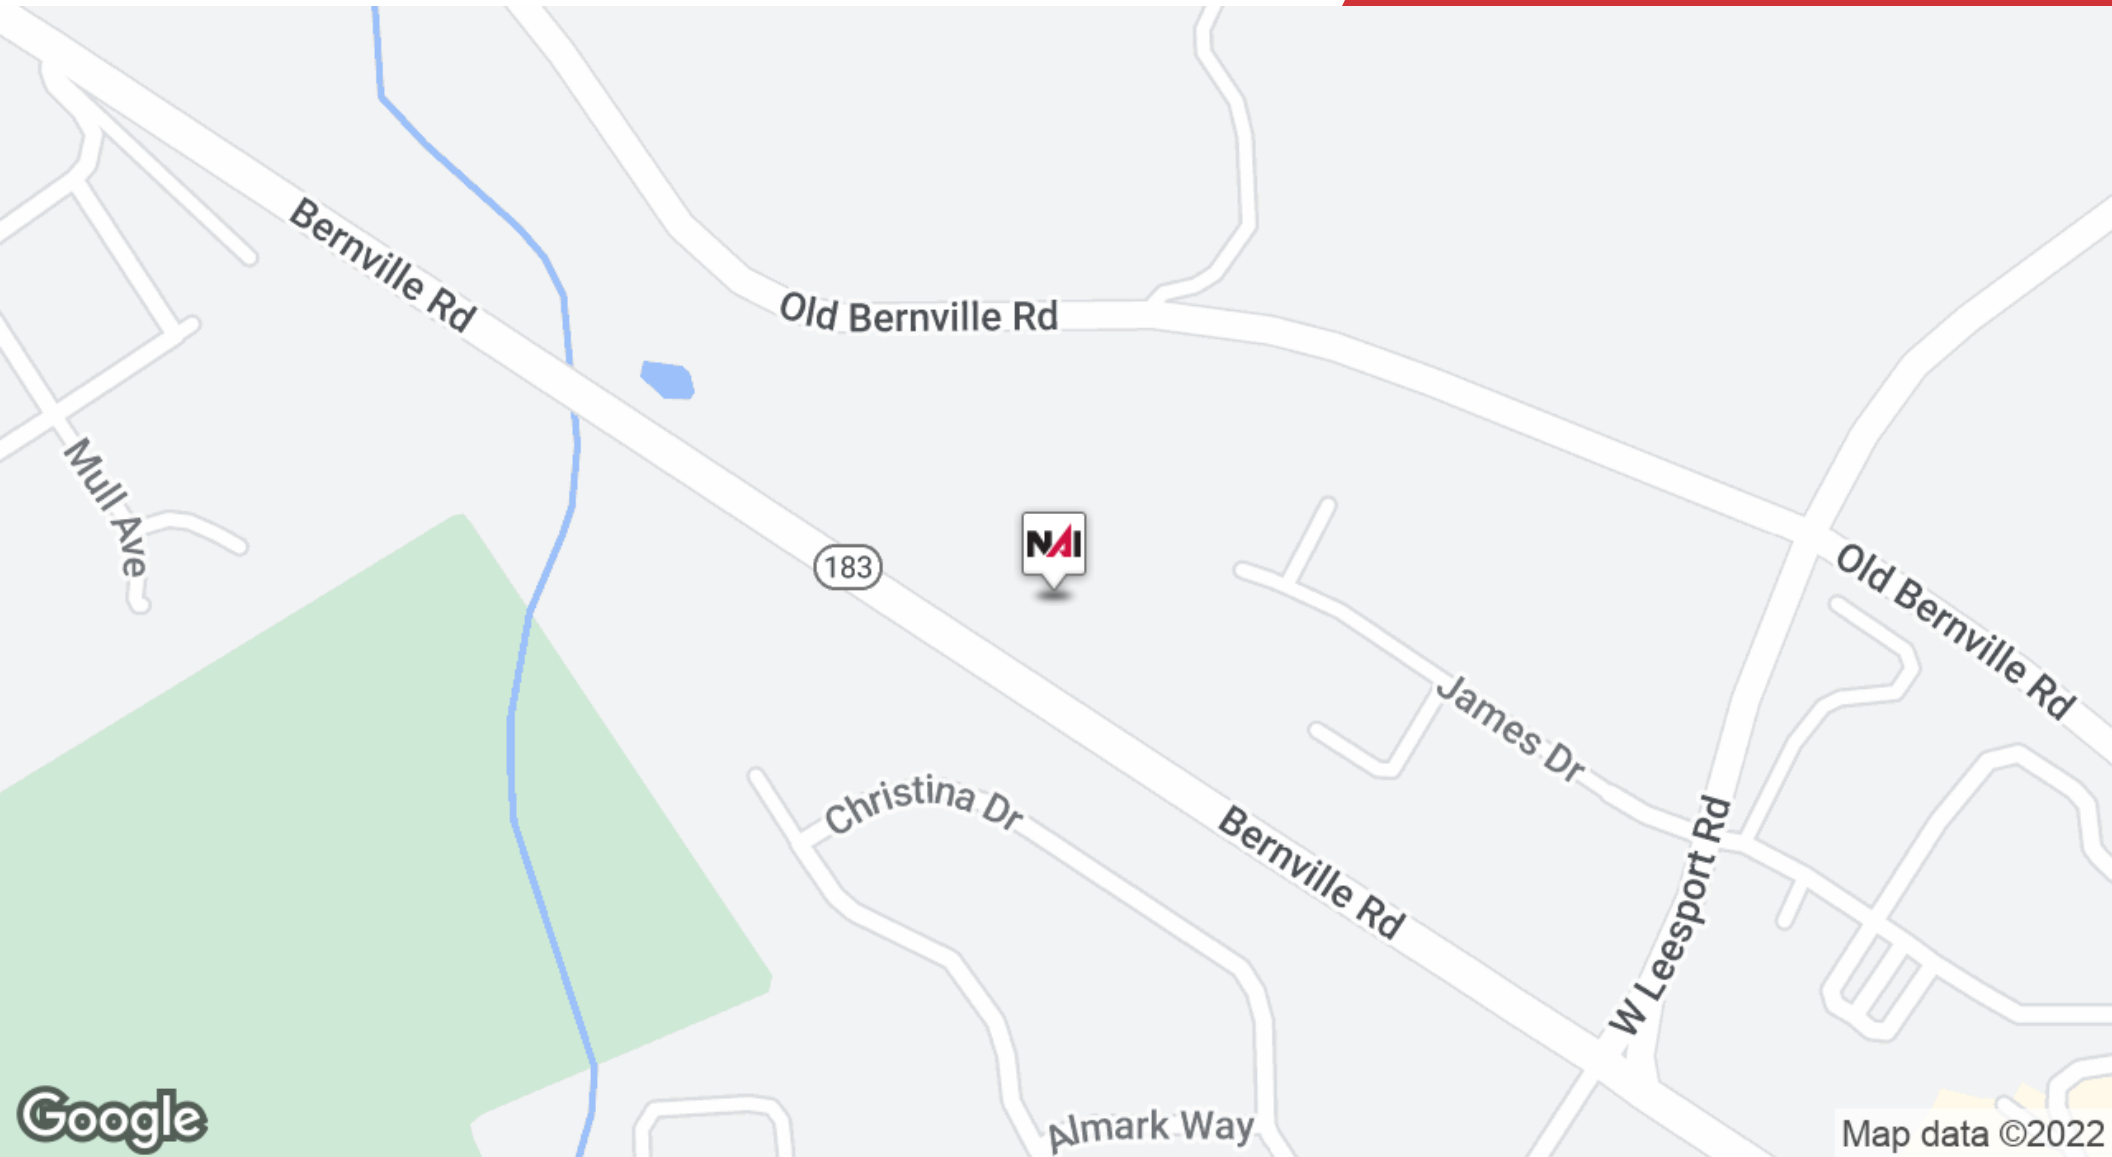 Bernville Rd
Old Bernville Rd
Mull Ave
183
NAI
Old Bernville Rd
James Dr
Christina Dr
Bernville Rd
W Leesport Rd
Almark Way
Google
Map data ©2022